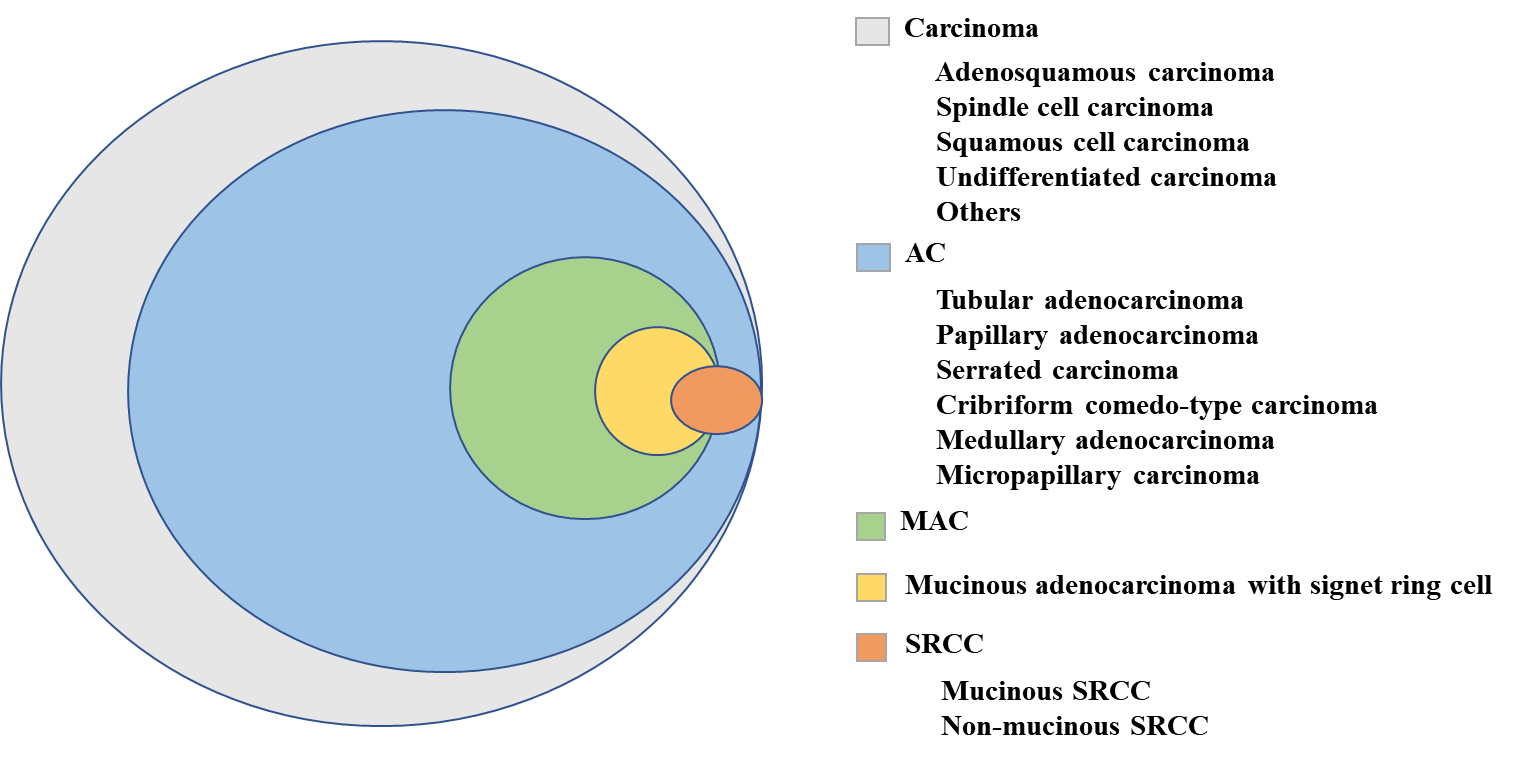 Carcinoma
Adenosquamous carcinoma
Spindle cell carcinoma
Squamous cell carcinoma
Undifferentiated carcinoma
Others
AC
Tubular adenocarcinoma
Papillary adenocarcinoma
Serrated carcinoma
Cribriform comedo-type carcinoma
Medullary adenocarcinoma
Micropapillary carcinoma
MAC
Mucinous adenocarcinoma with signet ring cell
SRCC
Mucinous SRCC
Non-mucinous SRCC